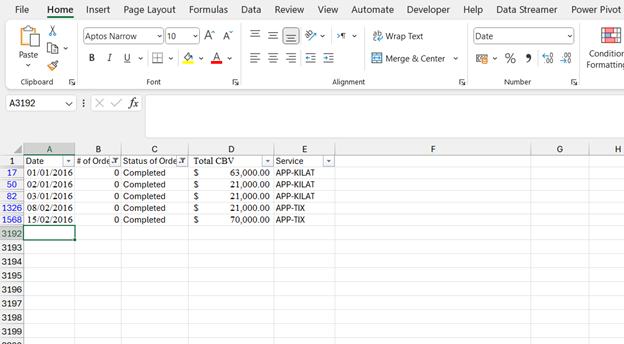 File Home Insert Page Layout Formulas Data Review View Automate Developer Help Data Streamer Power Pivot
Paste
Aptos Narrow 10 A A
B I U A
ab Wrap Text
Merge & Center
Date
$ % 9 .00
Condition
Formatting
Clipboard Font Alignment Number
A3192 fx
A B C D E F G H
1 Date # of Orde Status of Orde Total CBV Service
17 01/01/2016 0 Completed $ 63,000.00 APP-KILAT
50 02/01/2016 0 Completed $ 21,000.00 APP-KILAT
82 03/01/2016 0 Completed $ 21,000.00 APP-KILAT
1326 08/02/2016 0 Completed $ 21,000.00 APP-TIX
1568 15/02/2016 0 Completed $ 70,000.00 APP-TIX
3192
3193
3194
3195
3196
3197
3198
3199